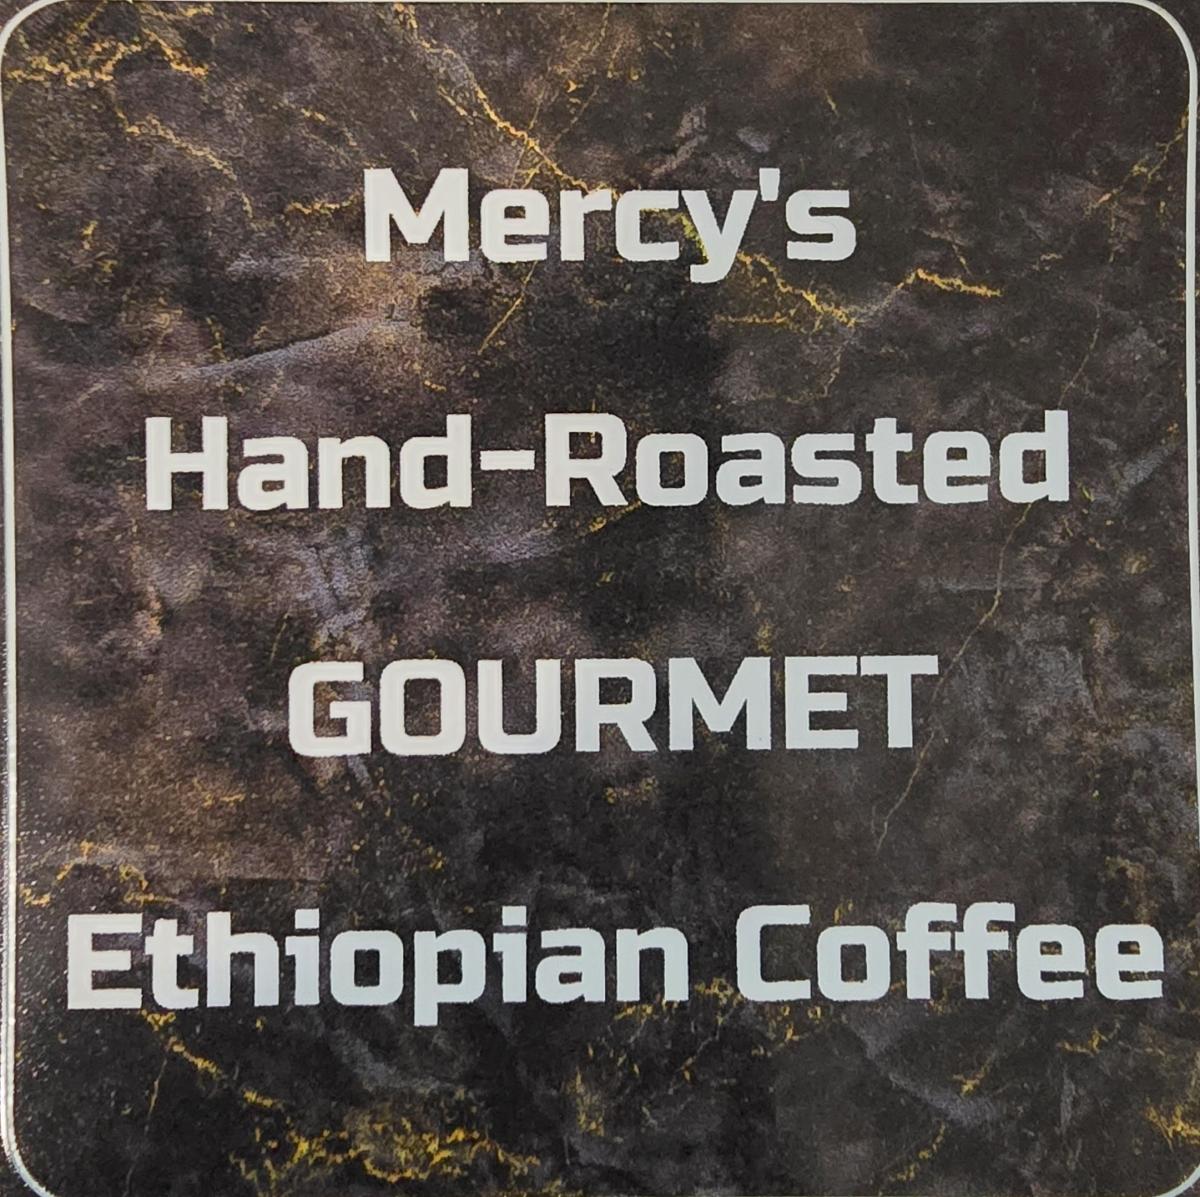 Mercy's
Hand-Roasted
GOURMET
Ethiopian Coffee